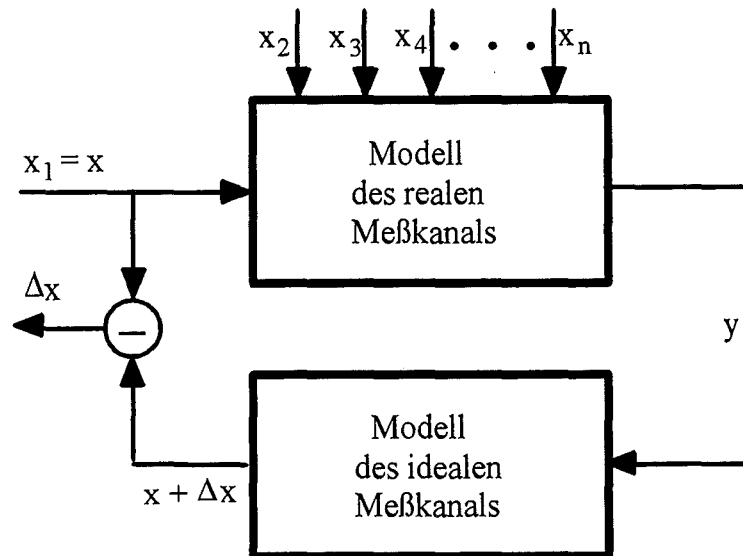 x₂ x₃ x₄ . . . xₙ
Modell
des realen
Meßkanals
x₁ = x
Δx
−
y
Modell
des idealen
Meßkanals
x + Δx